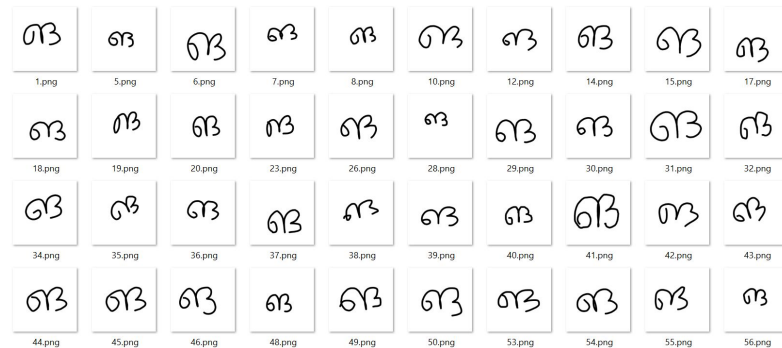 ങ ങ ങ ങ ങ ങ ങ ങ ങ ങ
1.png 5.png 6.png 7.png 8.png 10.png 12.png 14.png 15.png 17.png
ങ ങ ങ ങ ങ ങ ങ ങ ങ ങ
18.png 19.png 20.png 23.png 26.png 28.png 29.png 30.png 31.png 32.png
ങ ങ ങ ങ ങ ങ ങ ങ ങ ങ
34.png 35.png 36.png 37.png 38.png 39.png 40.png 41.png 42.png 43.png
ങ ങ ങ ങ ങ ങ ങ ങ ങ ങ
44.png 45.png 46.png 48.png 49.png 50.png 53.png 54.png 55.png 56.png